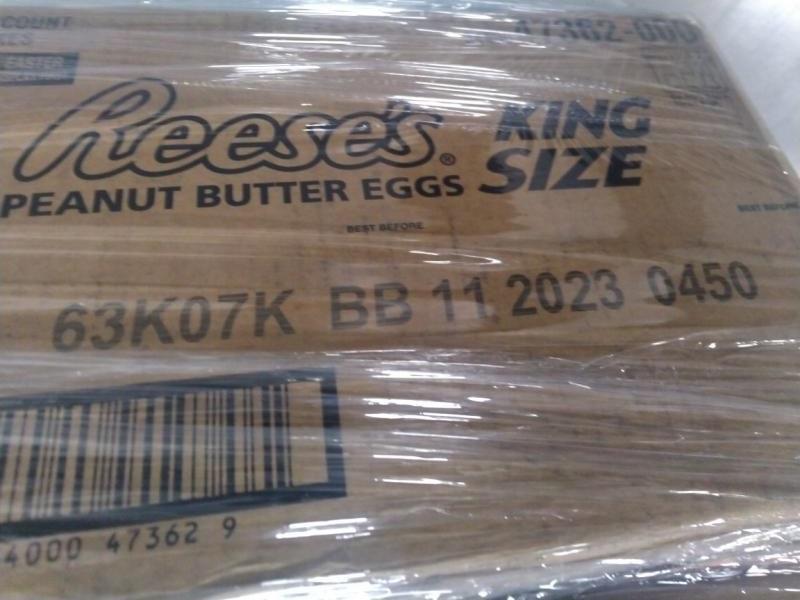 COUNT
47362-000
EASTER
Reese's®
KING
SIZE
PEANUT BUTTER EGGS
BEST BEFORE
BEST BEFORE
63K07K BB 11 2023 0450
4000 47362 9